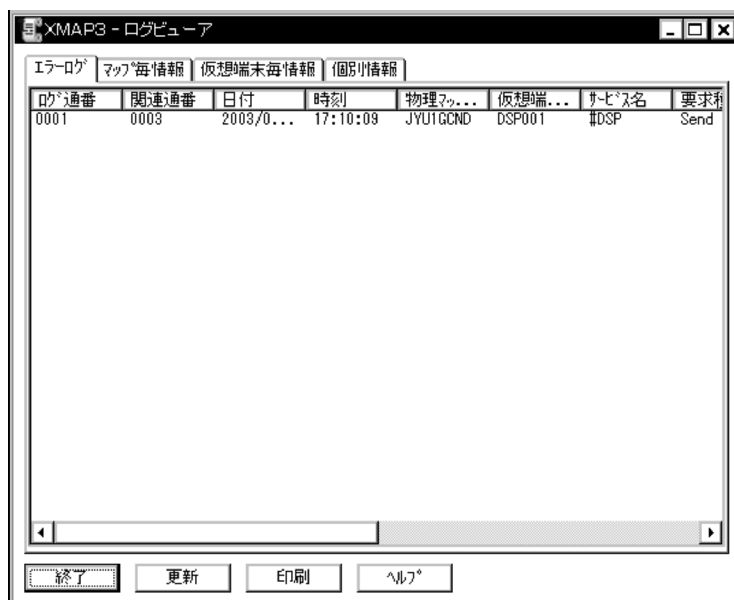 XMAP3 - ログビューア
ｴﾗｰﾛｸﾞ ﾏｯﾌﾟ毎情報 仮想端末毎情報 個別情報
ﾛｸﾞ通番 関連通番 日付 時刻 物理ﾏｯ... 仮想端... ｻｰﾋﾞｽ名 要求種
0001 0003 2003/0... 17:10:09 JYU1GCND DSP001 #DSP Send
終了 更新 印刷 ﾍﾙﾌﾟ